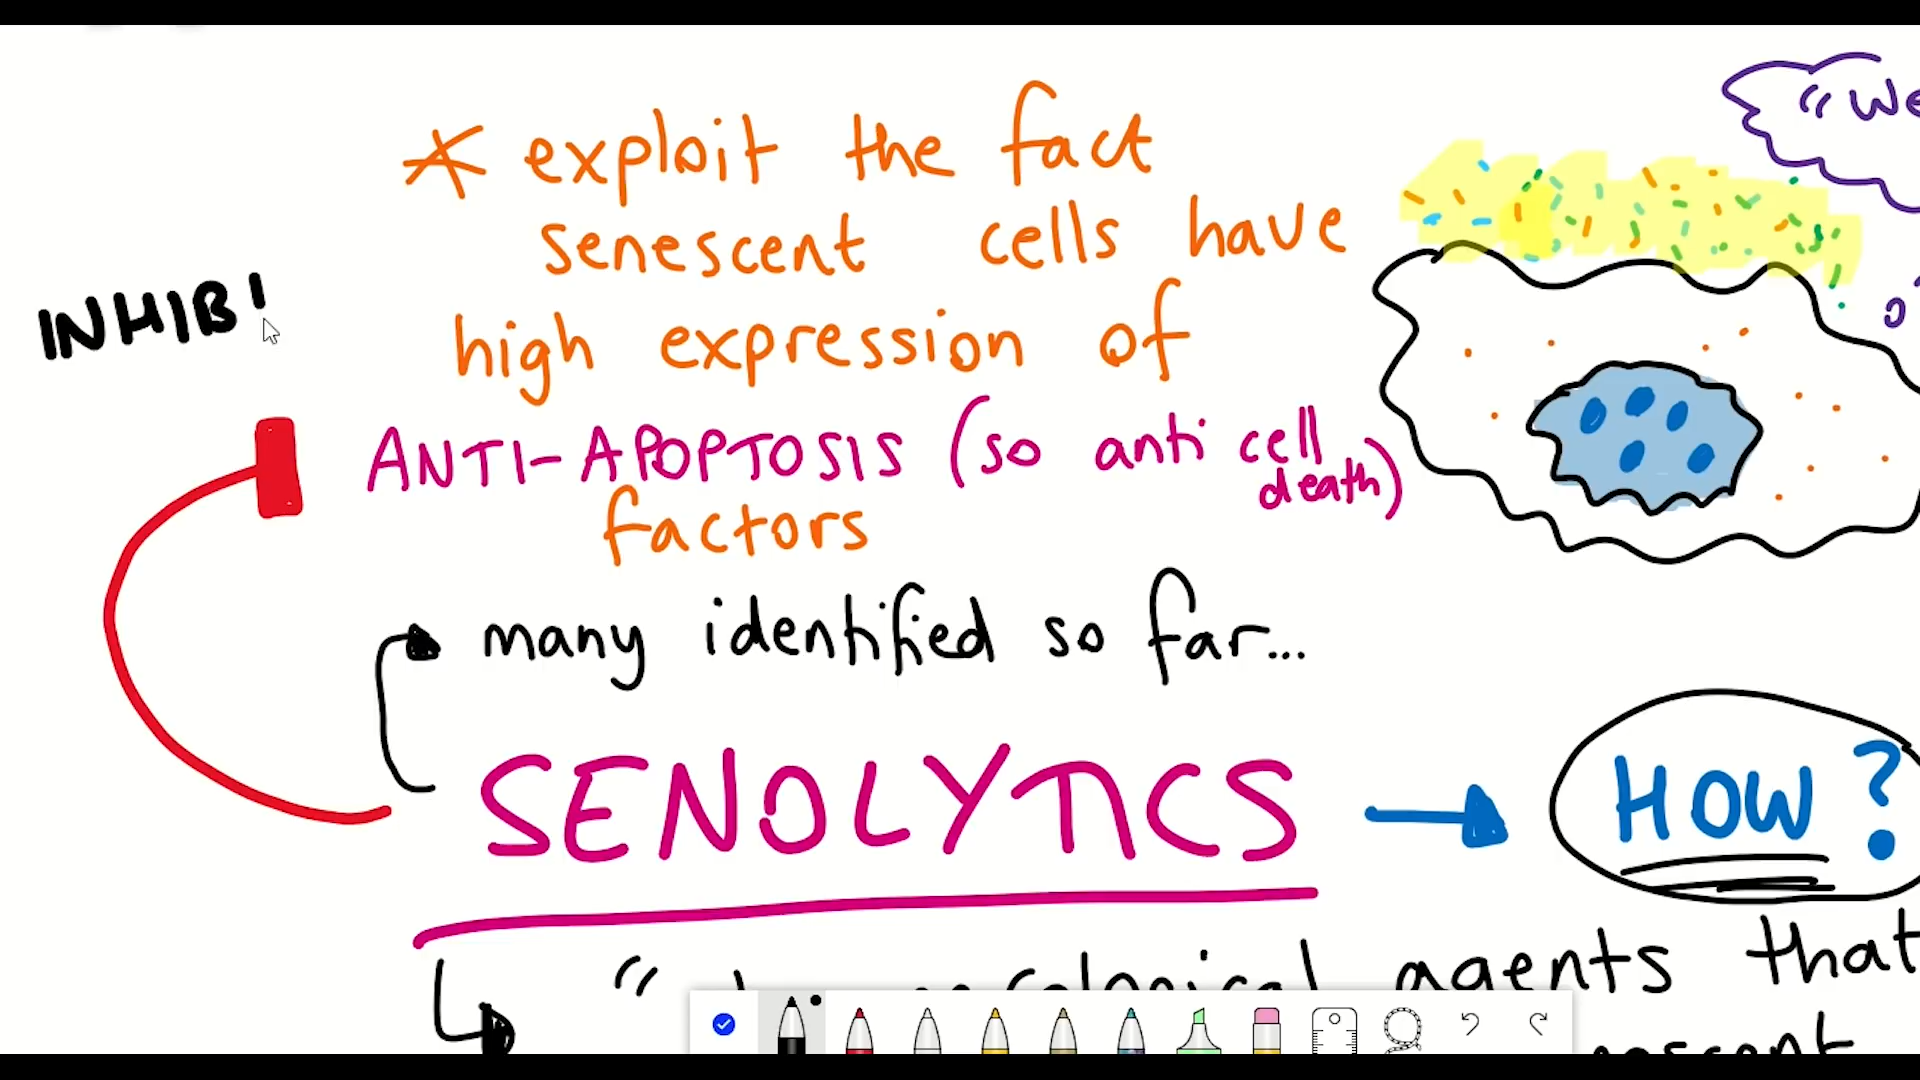 "We
* exploit the fact
senescent cells have
INHIBI
high expression of
ANTI-APOPTOSIS (so anti cell
death)
factors
many identified so far...
SENOLYTICS → HOW?
" agents that